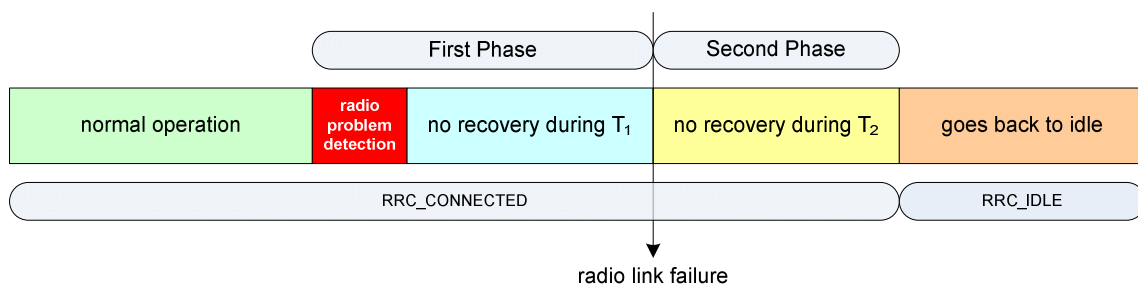 First Phase
Second Phase
normal operation
radio
problem
detection
no recovery during T₁
no recovery during T₂
goes back to idle
RRC_CONNECTED
RRC_IDLE
radio link failure